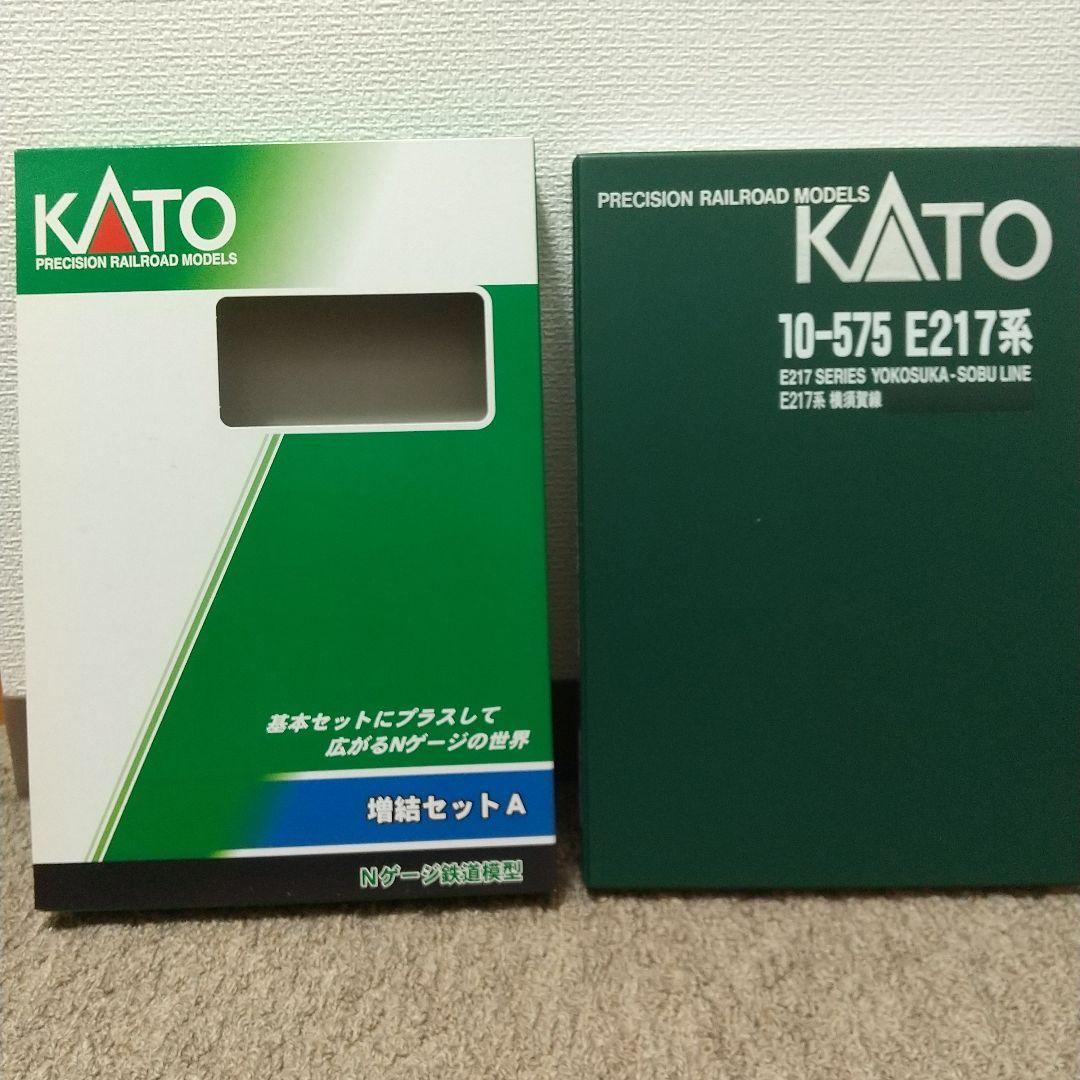 KATO
PRECISION RAILROAD MODELS
基本セットにプラスして
広がるNゲージの世界
増結セットA
Nゲージ鉄道模型
PRECISION RAILROAD MODELS
KATO
10-575 E217系
E217 SERIES YOKOSUKA-SOBU LINE
E217系 横須賀線